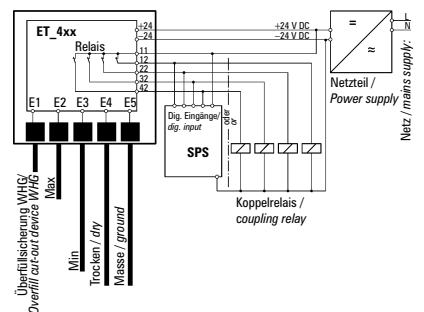 ET_4xx
Relais
+24
−24
11
12
22
32
42
+24 V DC
−24 V DC
=
≈
L
N
Netz / mains supply:
Netzteil /
Power supply
E1 E2 E3 E4 E5
Dig. Eingänge/
dig. input
SPS
oder
or
Koppelrelais /
coupling relay
Überfüllsicherung WHG/
Overfill cut-out device WHG
Max
Min
Trocken / dry
Masse / ground